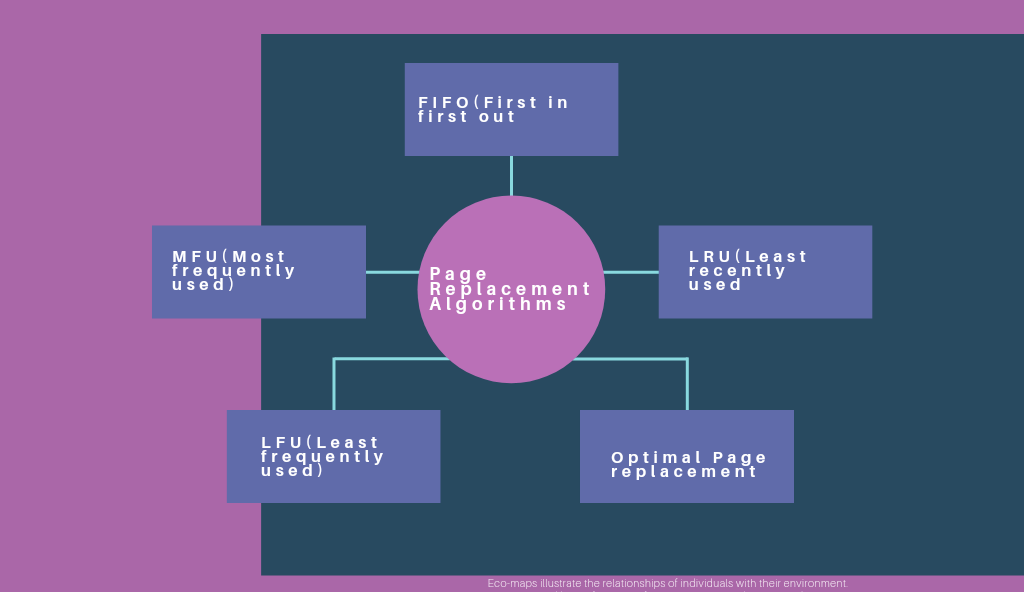 FIFO(First in
first out
MFU(Most
frequently
used)
Page
Replacement
Algorithms
LRU(Least
recently
used
LFU(Least
frequently
used)
Optimal Page
replacement
Eco-maps illustrate the relationships of individuals with their environment.